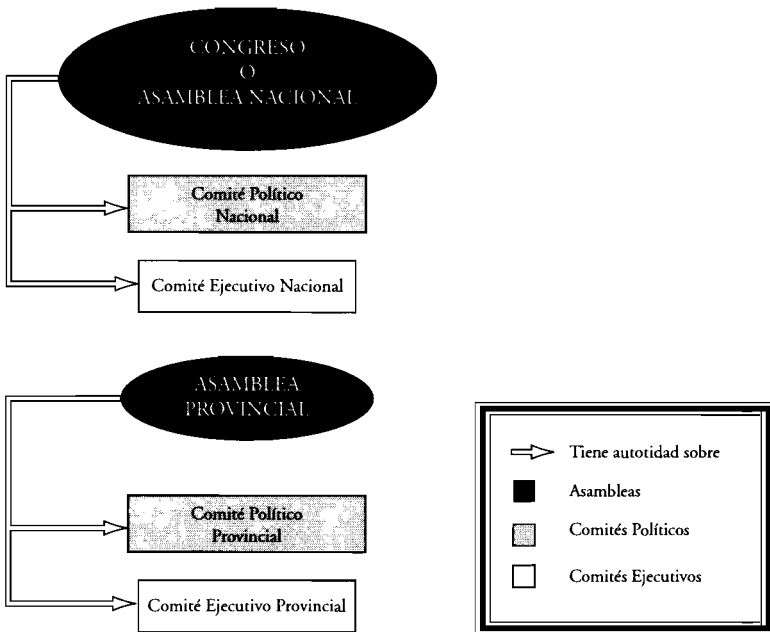 CONGRESO
O
ASAMBLEA NACIONAL
Comité Político
Nacional
Comité Ejecutivo Nacional
ASAMBLEA
PROVINCIAL
Comité Político
Provincial
Comité Ejecutivo Provincial
Tiene autotidad sobre
Asambleas
Comités Políticos
Comités Ejecutivos